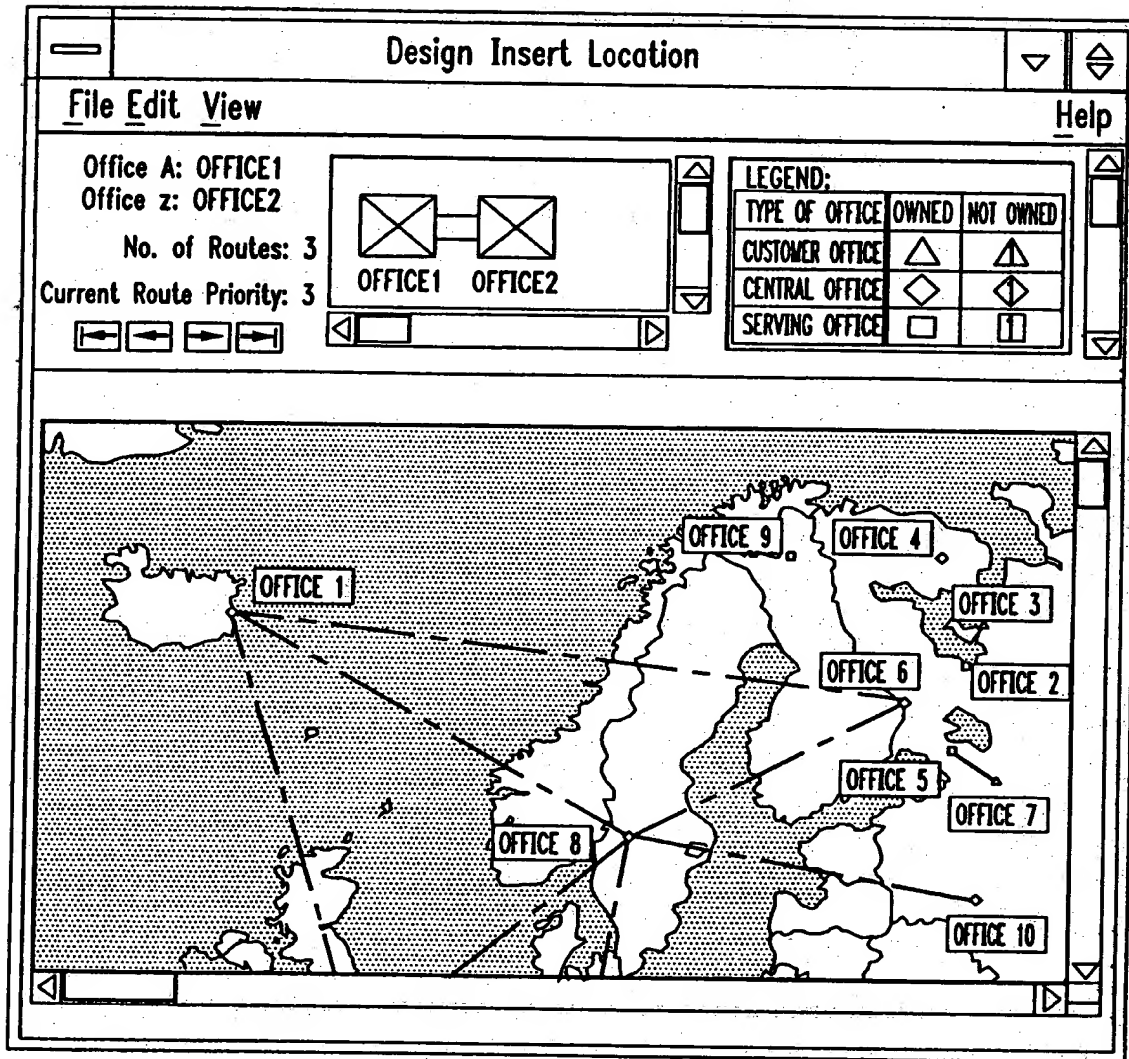 Design Insert Location
File Edit View Help
Office A: OFFICE1
Office z: OFFICE2
No. of Routes: 3
Current Route Priority: 3
OFFICE1 OFFICE2
LEGEND:
TYPE OF OFFICE OWNED NOT OWNED
CUSTOMER OFFICE
CENTRAL OFFICE
SERVING OFFICE
OFFICE 9
OFFICE 4
OFFICE 1
OFFICE 3
OFFICE 6
OFFICE 2
OFFICE 5
OFFICE 7
OFFICE 8
OFFICE 10